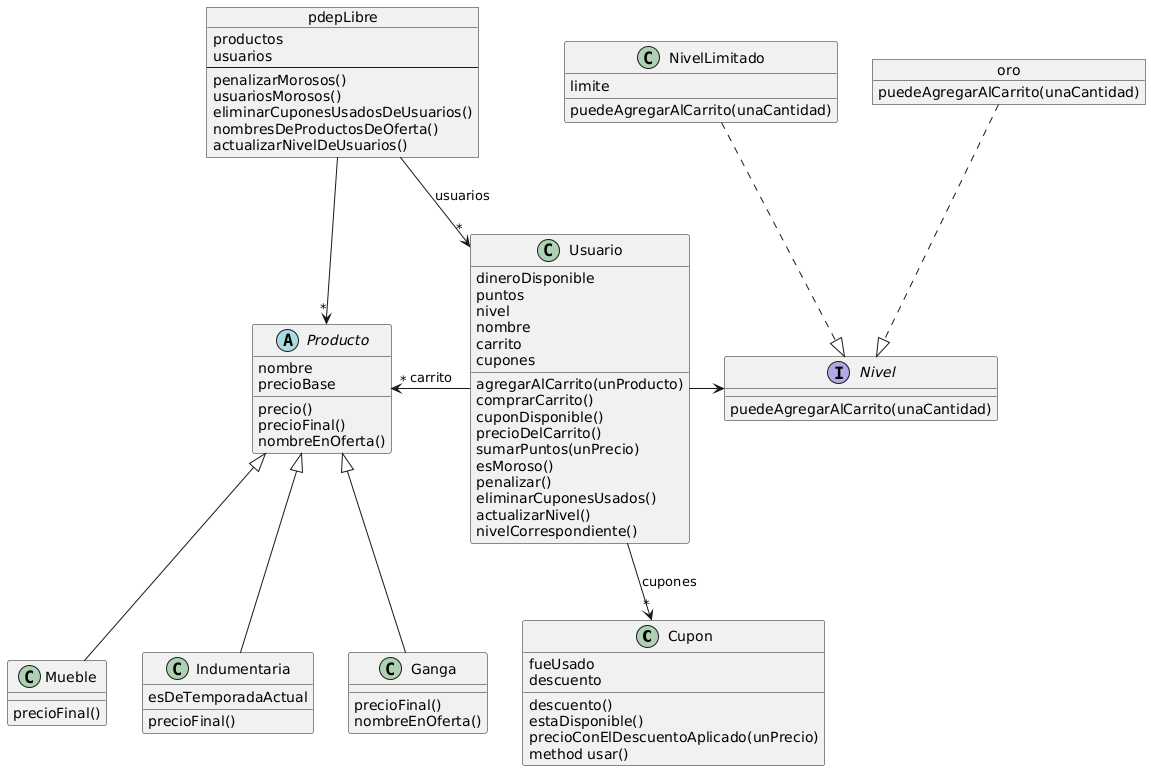 pdepLibre
productos
usuarios
penalizarMorosos()
usuariosMorosos()
eliminarCuponesUsadosDeUsuarios()
nombresDeProductosDeOferta()
actualizarNivelDeUsuarios()
C NivelLimitado
limite
puedeAgregarAlCarrito(unaCantidad)
oro
puedeAgregarAlCarrito(unaCantidad)
usuarios
*
*
C Usuario
dineroDisponible
puntos
nivel
nombre
carrito
cupones
agregarAlCarrito(unProducto)
comprarCarrito()
cuponDisponible()
precioDelCarrito()
sumarPuntos(unPrecio)
esMoroso()
penalizar()
eliminarCuponesUsados()
actualizarNivel()
nivelCorrespondiente()
A Producto
nombre
precioBase
precio()
precioFinal()
nombreEnOferta()
* carrito
I Nivel
puedeAgregarAlCarrito(unaCantidad)
cupones
*
C Mueble
precioFinal()
C Indumentaria
esDeTemporadaActual
precioFinal()
C Ganga
precioFinal()
nombreEnOferta()
C Cupon
fueUsado
descuento
descuento()
estaDisponible()
precioConElDescuentoAplicado(unPrecio)
method usar()